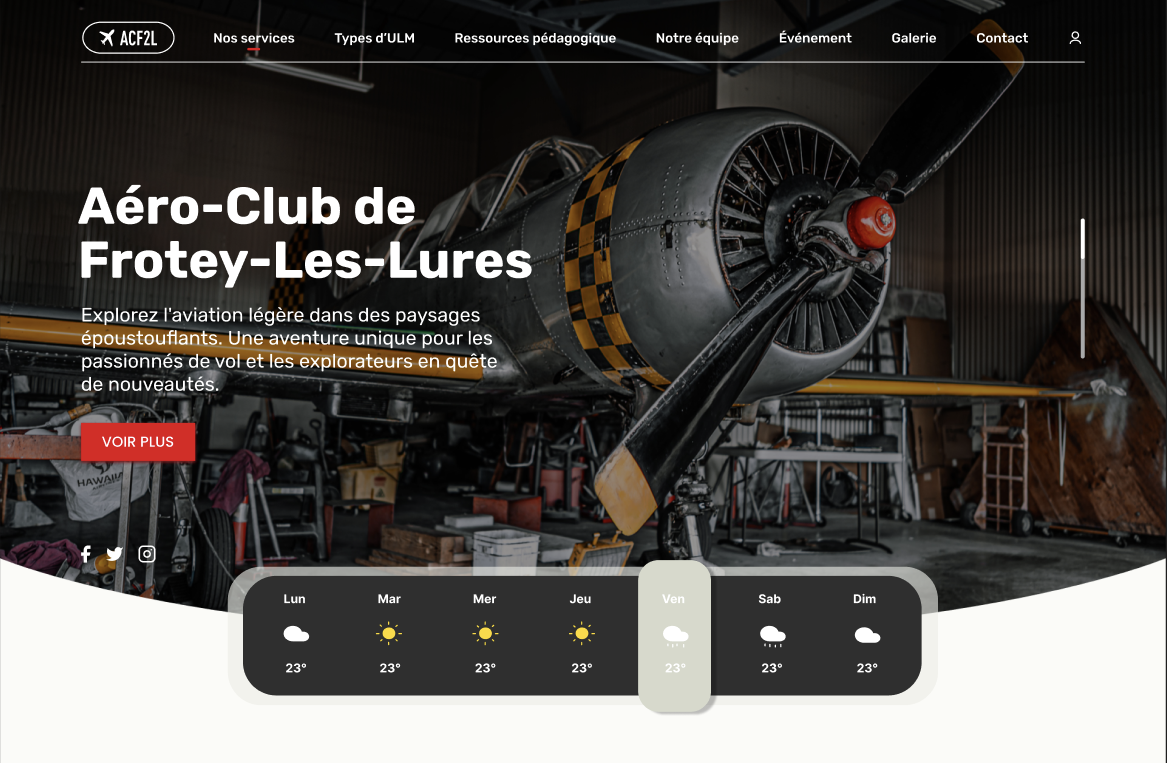 ACF2L
Nos services
Types d'ULM
Ressources pédagogique
Notre équipe
Événement
Galerie
Contact
Aéro-Club de
Frotey-Les-Lures
Explorez l'aviation légère dans des paysages
époustouflants. Une aventure unique pour les
passionnés de vol et les explorateurs en quête
de nouveautés.
VOIR PLUS
HAWAII
Lun Mar Mer Jeu Ven Sab Dim
23° 23° 23° 23° 23° 23° 23°